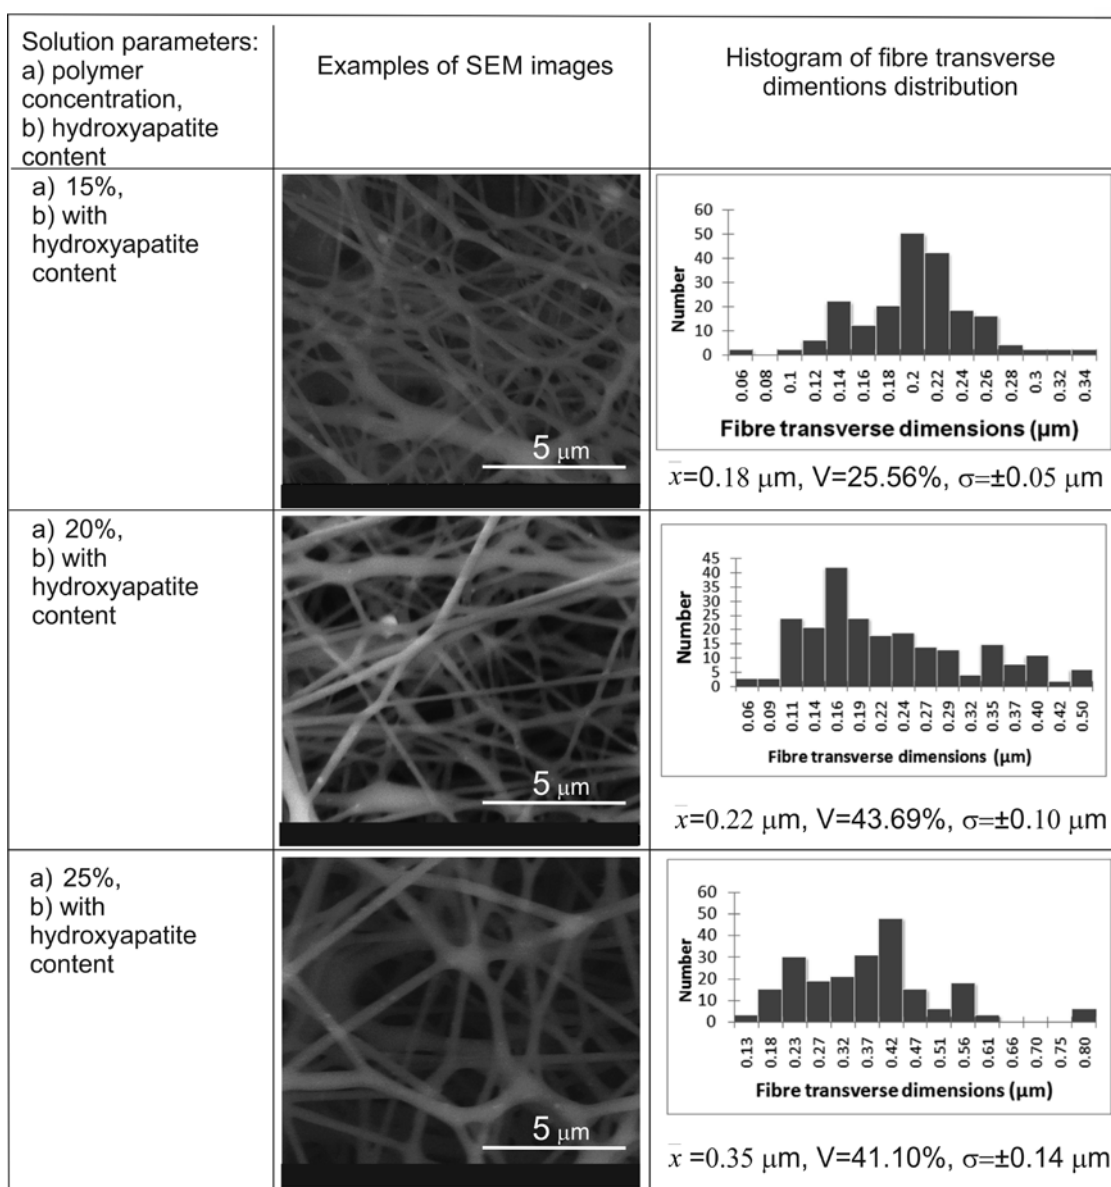 Solution parameters:
a) polymer
concentration,
b) hydroxyapatite
content
Examples of SEM images
Histogram of fibre transverse
dimentions distribution
a) 15%,
b) with
hydroxyapatite
content
5 μm
60
50
40
30
20
10
0
Number
0.06
0.08
0.1
0.12
0.14
0.16
0.18
0.2
0.22
0.24
0.26
0.28
0.3
0.32
0.34
Fibre transverse dimensions (µm)
x̄=0.18 μm, V=25.56%, σ=±0.05 μm
a) 20%,
b) with
hydroxyapatite
content
5 μm
45
40
35
30
25
20
15
10
5
0
Number
0.06
0.09
0.11
0.14
0.16
0.19
0.22
0.24
0.27
0.29
0.32
0.35
0.37
0.40
0.42
0.50
Fibre transverse dimensions (µm)
x̄=0.22 μm, V=43.69%, σ=±0.10 μm
a) 25%,
b) with
hydroxyapatite
content
5 μm
60
50
40
30
20
10
0
Number
0.13
0.18
0.23
0.27
0.32
0.37
0.42
0.47
0.51
0.56
0.61
0.66
0.70
0.75
0.80
Fibre transverse dimensions (µm)
x̄ =0.35 μm, V=41.10%, σ=±0.14 μm